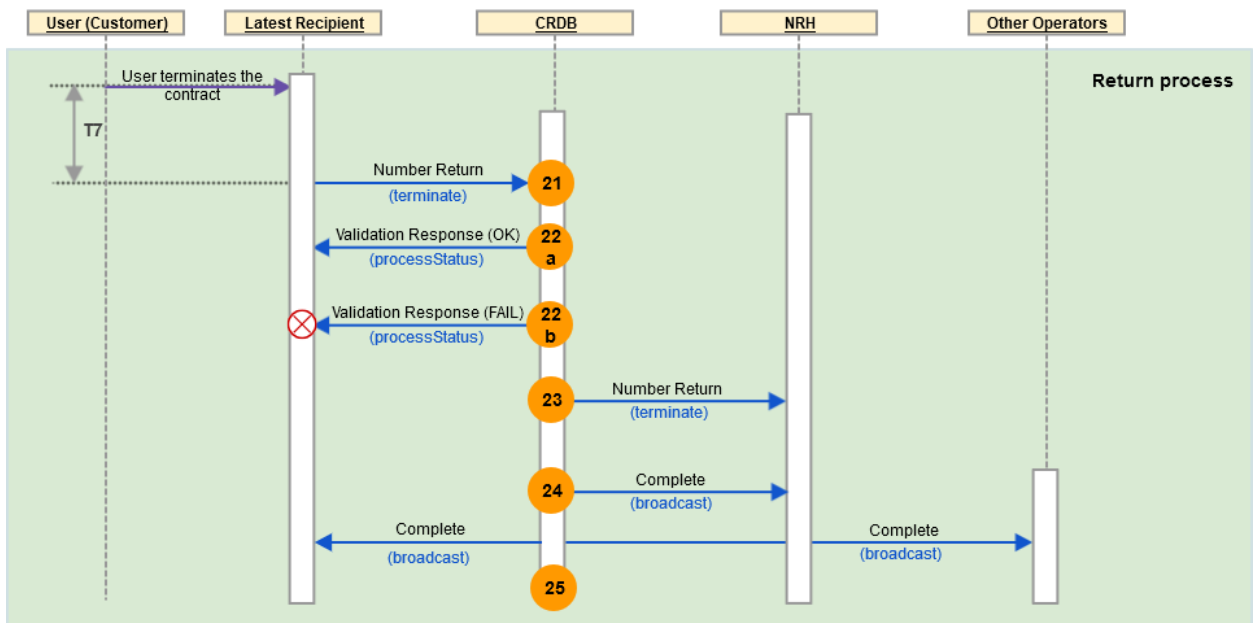 User (Customer)
Latest Recipient
CRDB
NRH
Other Operators
Return process
User terminates the
contract
T7
Number Return
(terminate)
21
Validation Response (OK)
(processStatus)
22
a
Validation Response (FAIL)
(processStatus)
22
b
23
Number Return
(terminate)
24
Complete
(broadcast)
Complete
(broadcast)
Complete
(broadcast)
25